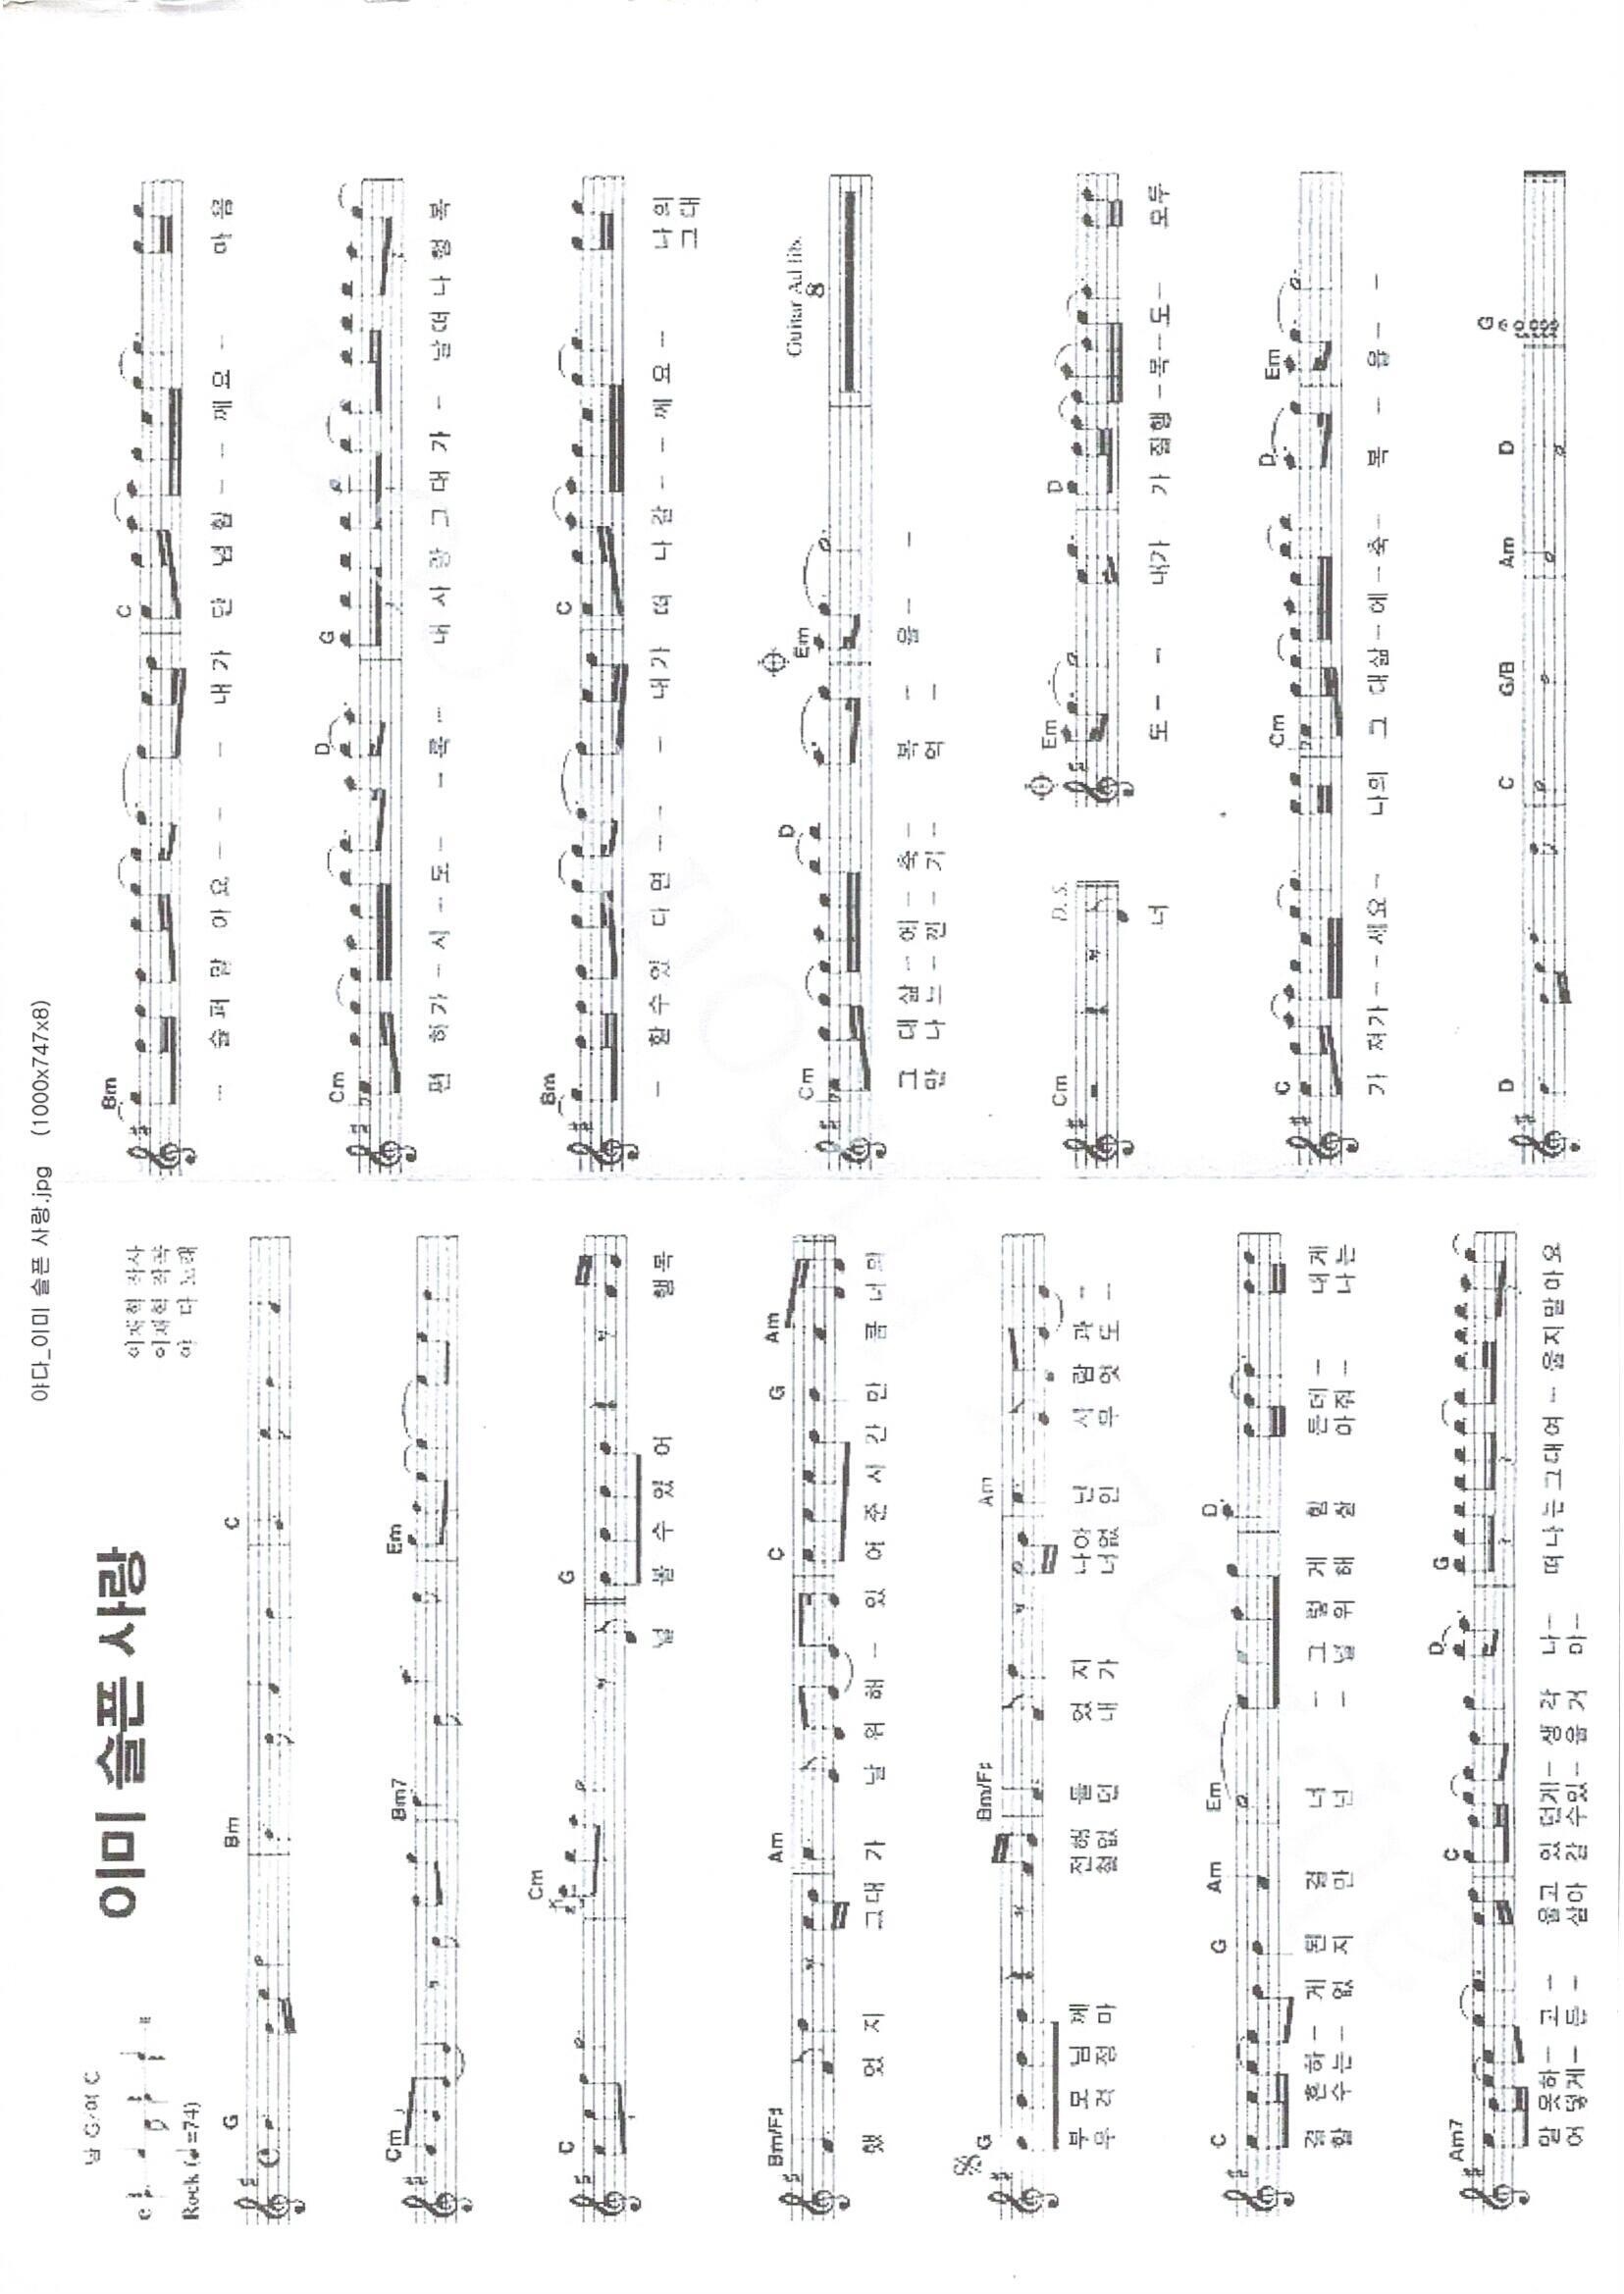 야다_이미 슬픈 사랑.jpg (1000x747x8)
남 G/여 C
이미 슬픈 사랑
이재혁 작사
이재혁 작곡
야 다 노래
Rock (♩=74)
G Bm C
Cm 3 Bm7 Em
C Cm G
널 볼 수 있 어 행복
Bm/F♯ Am C G Am
했 었 지 그대 가 날 위 해 - 있 어 준 시 간 만 큼 너 의
G Bm/F♯ Am
부 모 님 께 전해 들 었 지 나아 닌 사 람 과 -
우 걱 정 마 철없 던 내 가 너없 인 무 엇 도 -
C G Am Em D
결 혼하 - 게 된 걸 너 - 그 렇 게 힘 든데 - 내게
할 수는 - 없 지 만 넌 - 널 위 해 살 아줘 - 나는
Am7 C D G
말 못하 - 고 - 울고 있 던게 - 생 각 나 - 떠나는그대여 - 울지말아요
어 떻게 - 든 - 살아 갈 수있 - 을 거 야 -
Bm C
- 슬퍼 말 아요 - - - 내가 단 념할 - - 께요 - 마음
Cm D G
편 히가 - 시 - 도 - - 록 - 내 사 랑 그 대 가 - 날떠 나 행 복
Bm C
- 할수있 다면 - - - 내가 떠 나갈 - - 께요 - 나의
그대
Cm D Em Guitar Ad lib.
8
그 대삶 - 에 - 축 - 복 - 을 - -
만 나느 - 낀 - 기 - 억 -
Cm D.S. Em D
너 도 - - 내가 가 질행 - 복 - 도 - 모두
C Cm D Em
가 져가 - - 세요 - 나의 그 대삶 - 에 - 축 - 복 - 을 - -
D C G/B Am D G